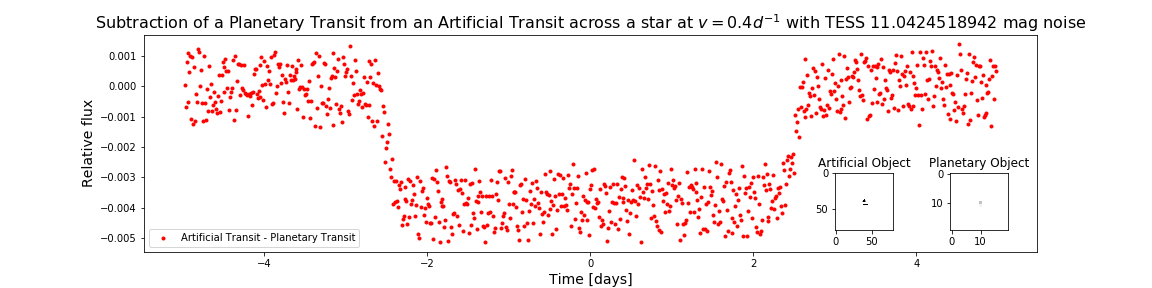 Subtraction of a Planetary Transit from an Artificial Transit across a star at v = 0.4d⁻¹ with TESS 11.0424518942 mag noise
Relative flux
0.001
0.000
−0.001
−0.002
−0.003
−0.004
−0.005
Artificial Transit - Planetary Transit
Artificial Object
0
50
0 50
Planetary Object
0
10
0 10
−4 −2 0 2 4
Time [days]